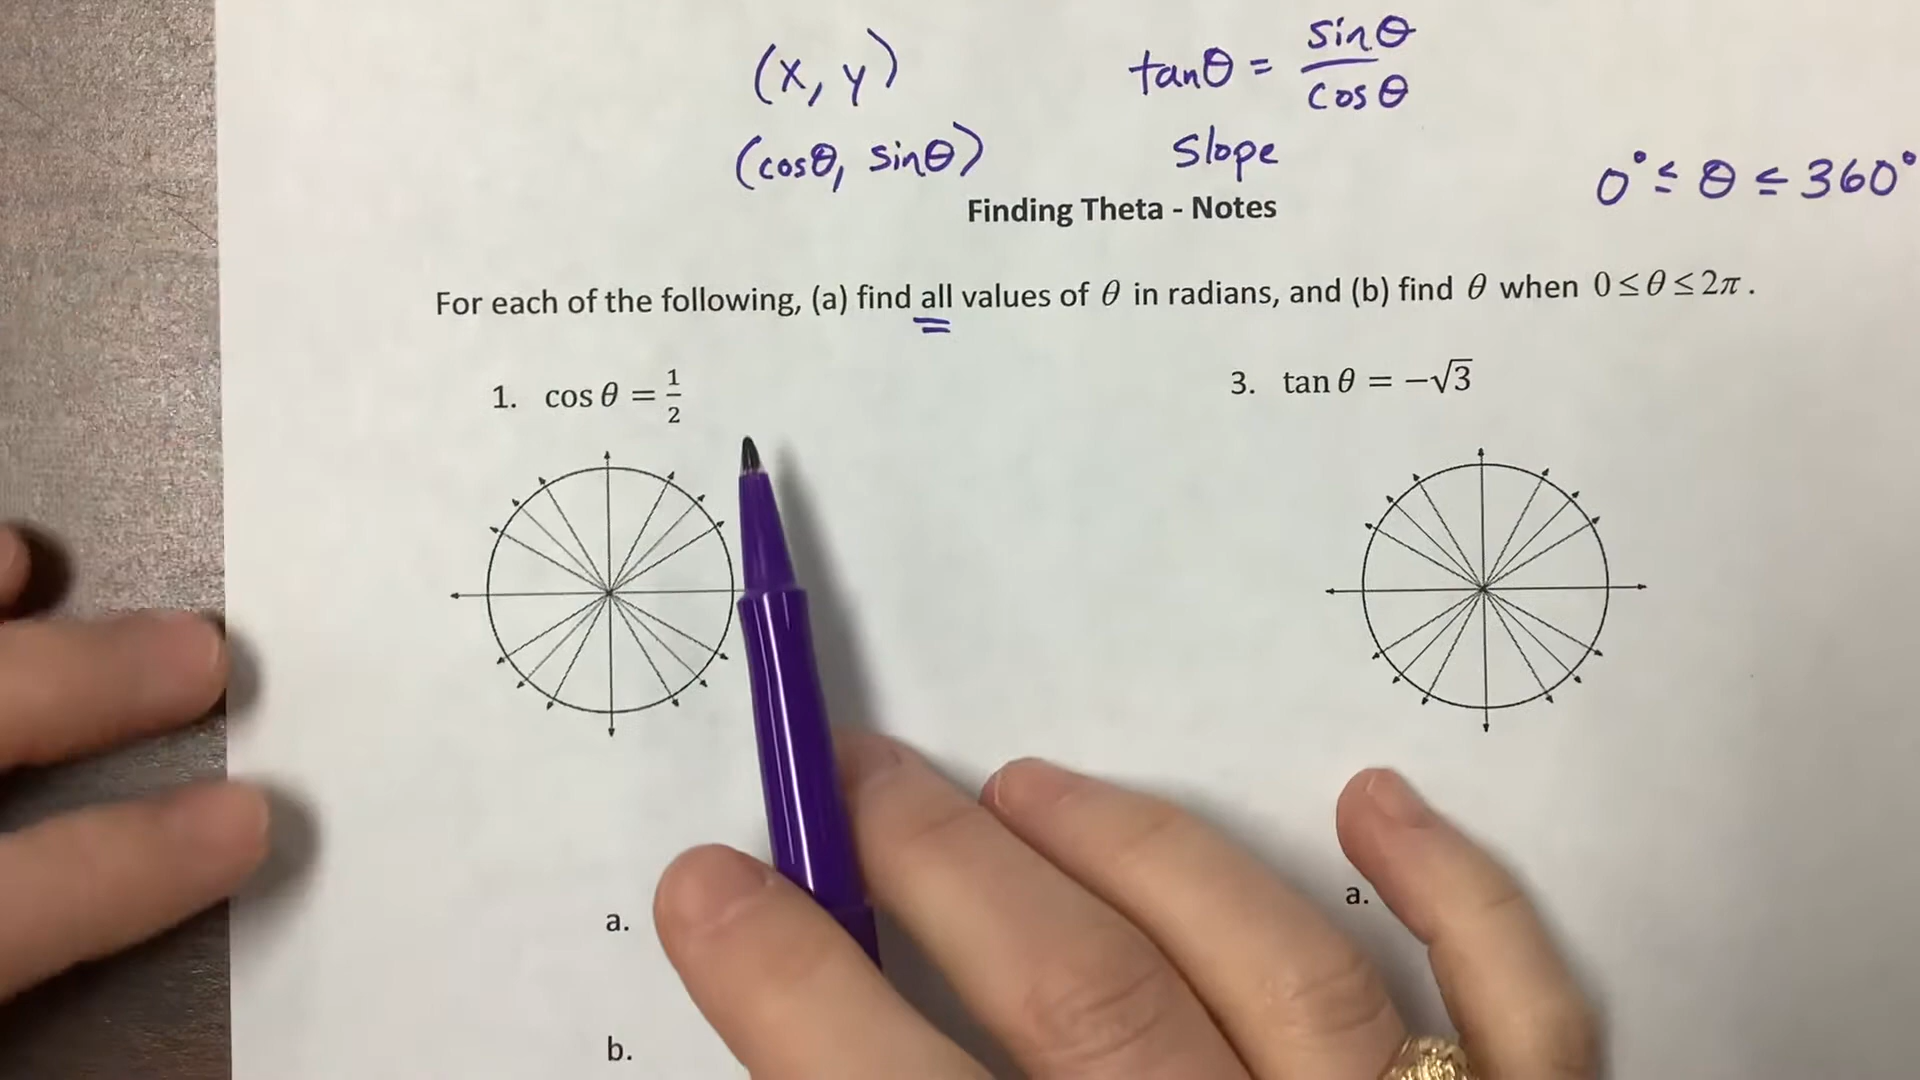 (x, y)
tanθ = sinθ / cosθ
(cosθ, sinθ)
Slope
0° ≤ θ ≤ 360°
Finding Theta - Notes
For each of the following, (a) find all values of θ in radians, and (b) find θ when 0 ≤ θ ≤ 2π.
1. cos θ = 1/2
3. tan θ = −√3
a.
a.
b.